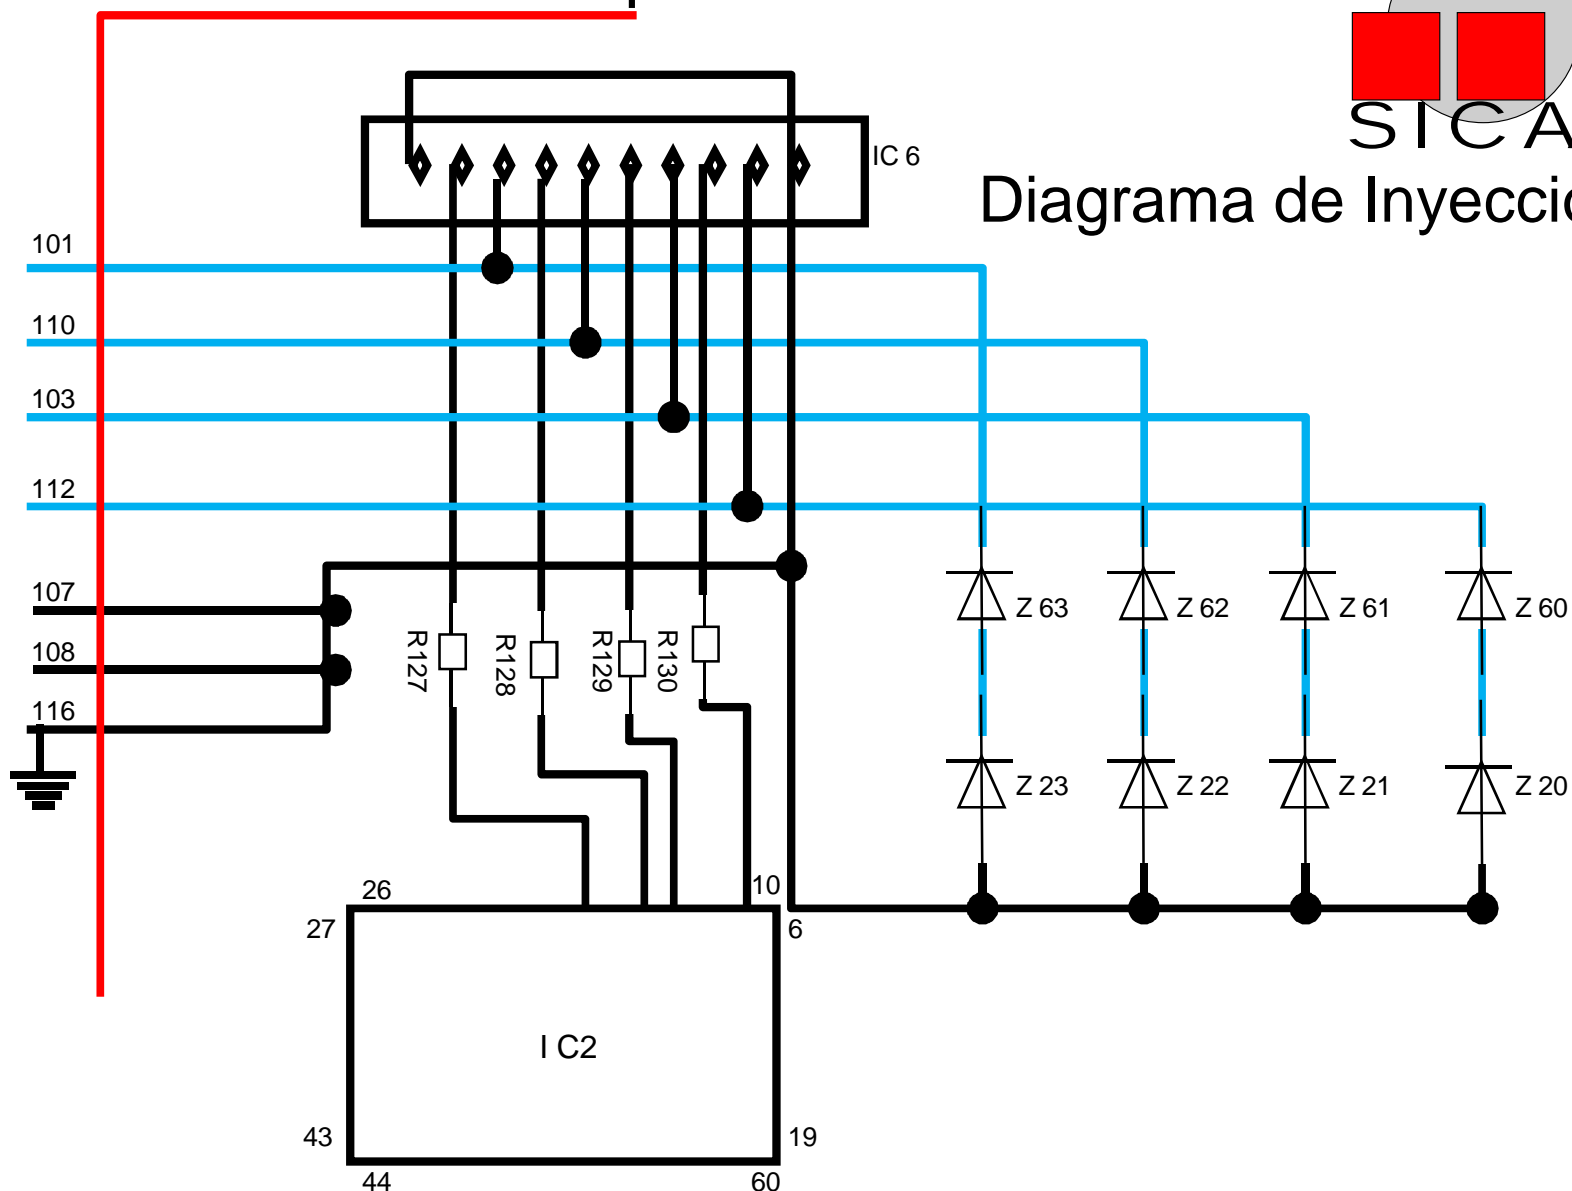 SICA
IC 6
Diagrama de Inyecci
101
110
103
112
107
108
116
R127
R128
R129
R130
Z 63
Z 62
Z 61
Z 60
Z 23
Z 22
Z 21
Z 20
26
10
27
6
I C2
43
19
44
60